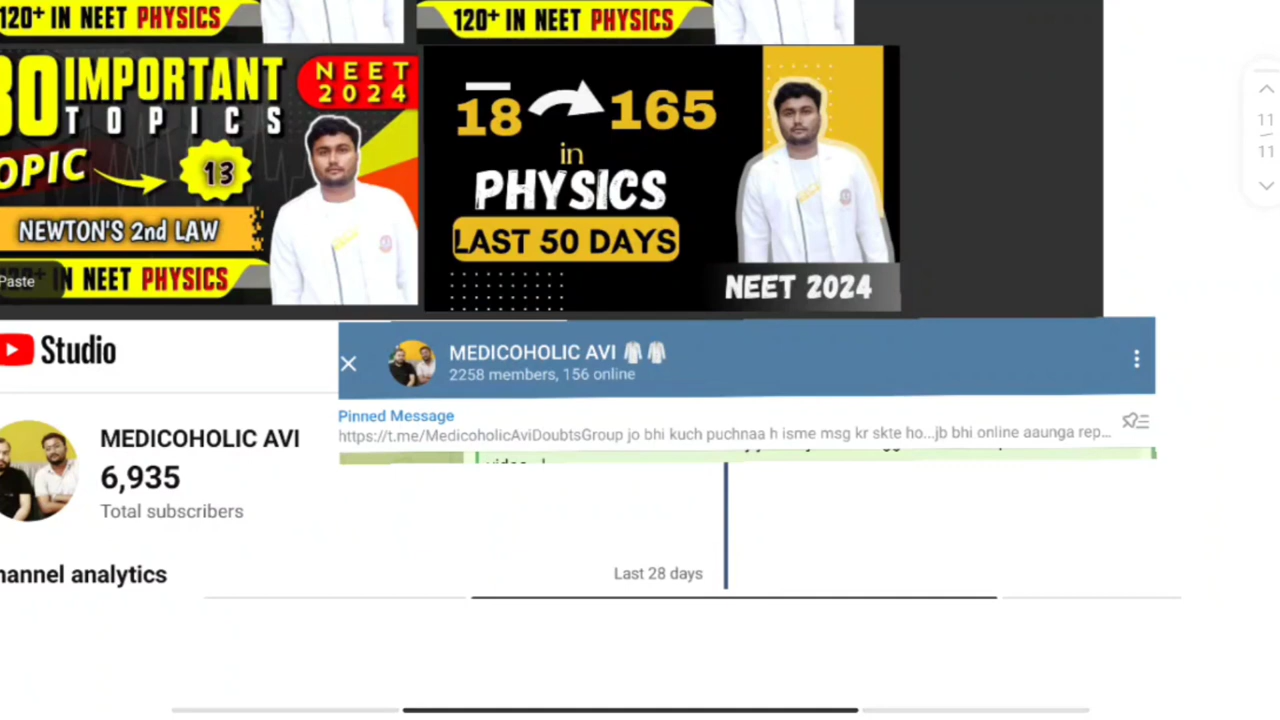 120+ IN NEET PHYSICS
120+ IN NEET PHYSICS
30 IMPORTANT
TOPICS
NEET
2024
OPIC
13
NEWTON'S 2nd LAW
IN NEET PHYSICS
Paste
18 165
in
PHYSICS
LAST 50 DAYS
NEET 2024
11
11
Studio
MEDICOHOLIC AVI
2258 members, 156 online
Pinned Message
https://t.me/MedicoholicAviDoubtsGroup jo bhi kuch puchnaa h isme msg kr skte ho...jb bhi online aaunga rep...
MEDICOHOLIC AVI
6,935
Total subscribers
hannel analytics
Last 28 days